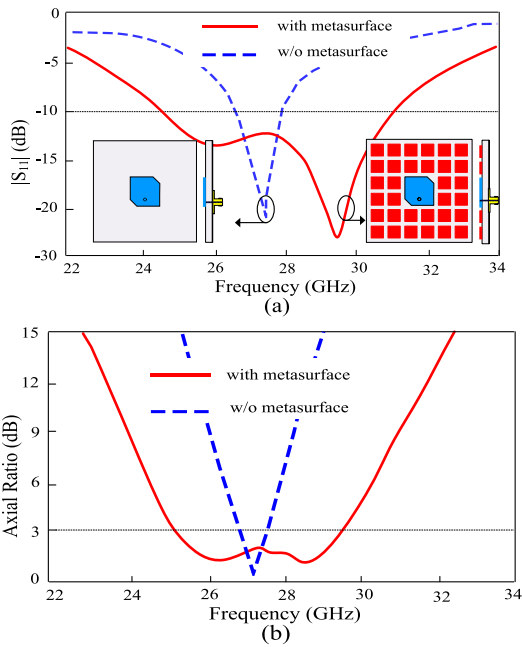 (a)
0
-5
-10
-15
-20
-30
|S11| (dB)
with metasurface
w/o metasurface
22
24
26
28
30
32
34
Frequency (GHz)
(a)
15
12
9
6
3
0
Axial Ratio (dB)
with metasurface
w/o metasurface
22
24
26
28
30
32
34
Frequency (GHz)
(b)